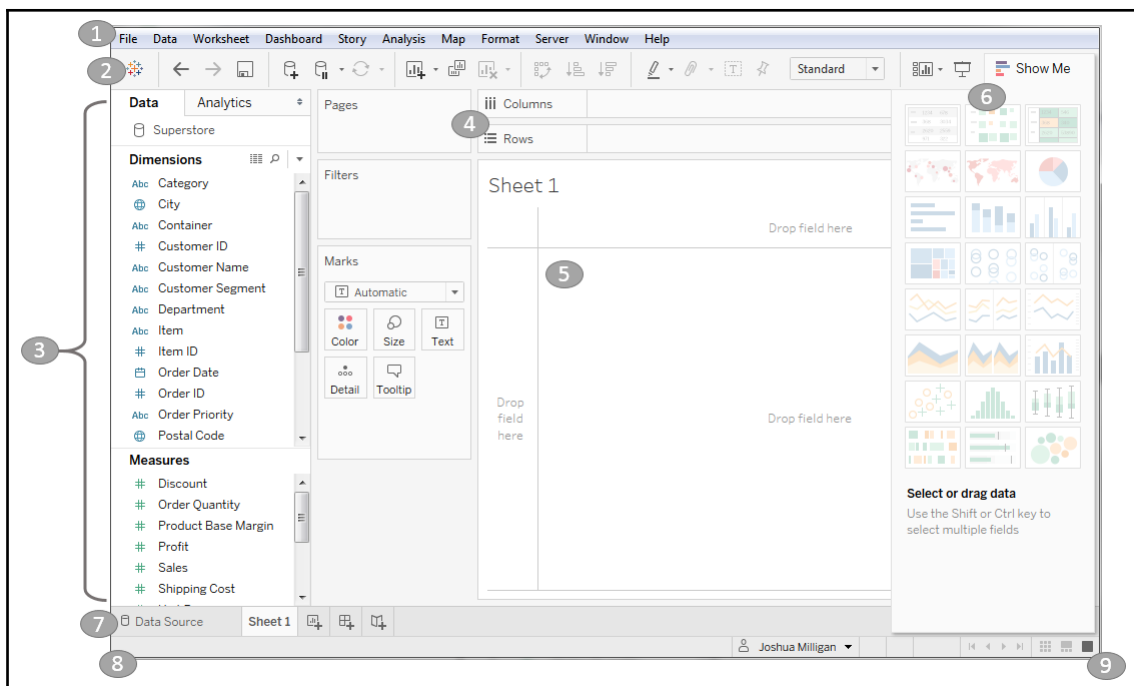 1
File Data Worksheet Dashboard Story Analysis Map Format Server Window Help
2
Standard
Show Me
3
Data Analytics
Superstore
Dimensions
Abc Category
City
Abc Container
# Customer ID
Abc Customer Name
Abc Customer Segment
Abc Department
Abc Item
# Item ID
Order Date
# Order ID
Abc Order Priority
Postal Code
Measures
# Discount
# Order Quantity
# Product Base Margin
# Profit
# Sales
# Shipping Cost
Pages
Filters
Marks
T Automatic
Color Size T Text
Detail Tooltip
4
iii Columns
Rows
Sheet 1
Drop field here
5
Drop
field
here
Drop field here
6
Select or drag data
Use the Shift or Ctrl key to
select multiple fields
7
Data Source Sheet 1
8
Joshua Milligan
9